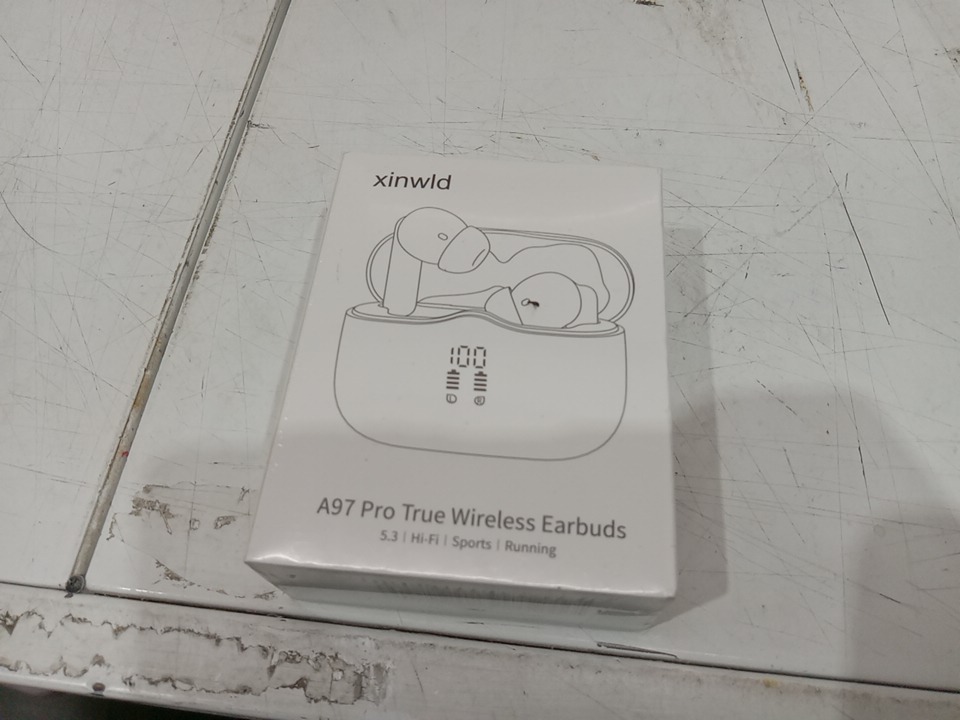 xinwld
100
L R
A97 Pro True Wireless Earbuds
5.3 | Hi-Fi | Sports | Running